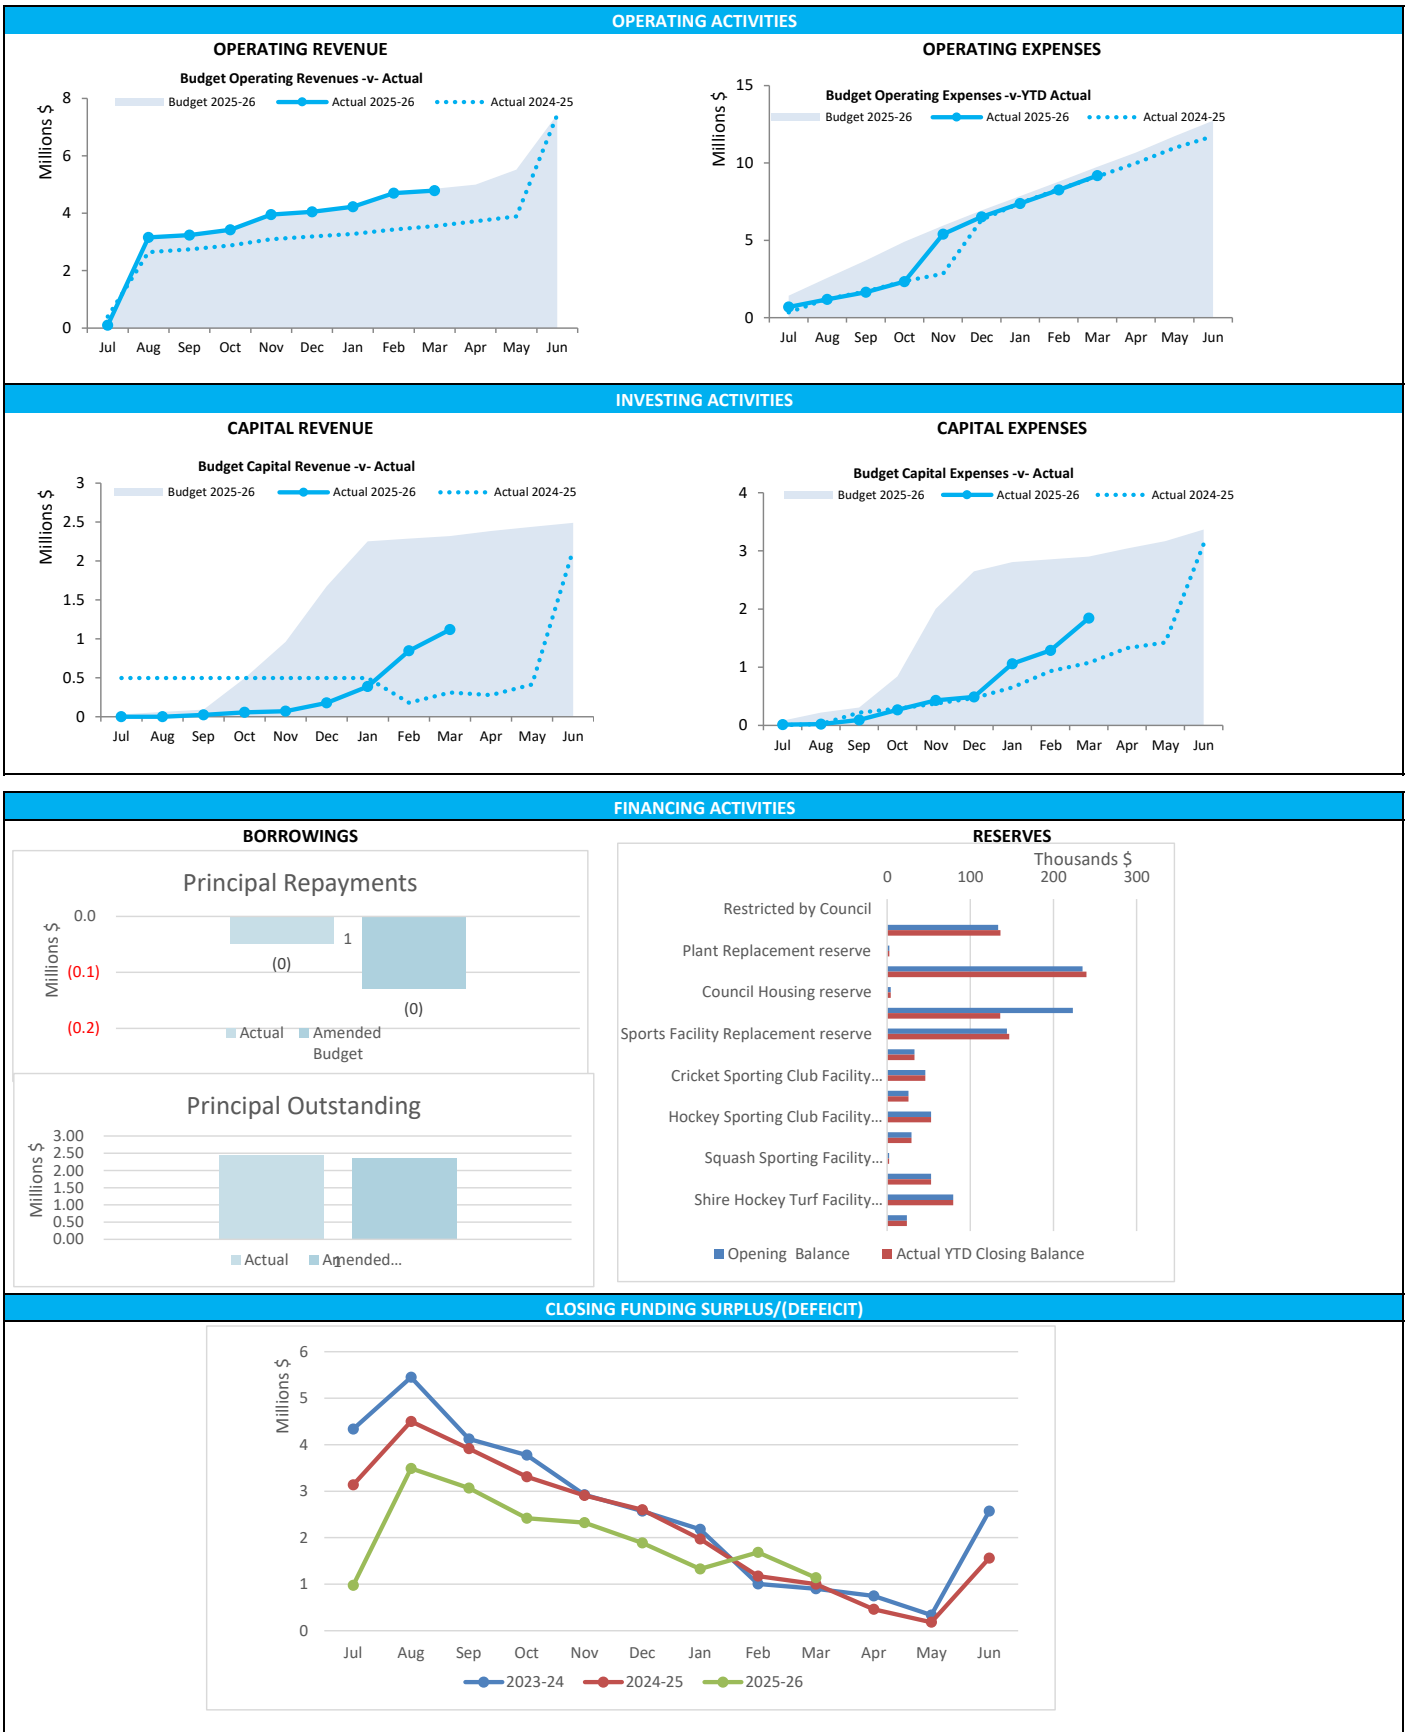 OPERATING ACTIVITIES
OPERATING REVENUE
Budget Operating Revenues -v- Actual
Budget 2025-26 Actual 2025-26 Actual 2024-25
Millions $
8
6
4
2
0
Jul Aug Sep Oct Nov Dec Jan Feb Mar Apr May Jun
OPERATING EXPENSES
Budget Operating Expenses -v-YTD Actual
Budget 2025-26 Actual 2025-26 Actual 2024-25
Millions $
15
10
5
0
Jul Aug Sep Oct Nov Dec Jan Feb Mar Apr May Jun
INVESTING ACTIVITIES
CAPITAL REVENUE
Budget Capital Revenue -v- Actual
Budget 2025-26 Actual 2025-26 Actual 2024-25
Millions $
3
2.5
2
1.5
1
0.5
0
Jul Aug Sep Oct Nov Dec Jan Feb Mar Apr May Jun
CAPITAL EXPENSES
Budget Capital Expenses -v- Actual
Budget 2025-26 Actual 2025-26 Actual 2024-25
4
3
2
1
0
Jul Aug Sep Oct Nov Dec Jan Feb Mar Apr May Jun
FINANCING ACTIVITIES
BORROWINGS
Principal Repayments
Millions $
0.0
(0.1)
(0.2)
1
(0)
(0)
Actual Amended
Budget
Principal Outstanding
Millions $
3.00
2.50
2.00
1.50
1.00
0.50
0.00
1
Actual Amended...
RESERVES
Thousands $
0 100 200 300
Restricted by Council
Plant Replacement reserve
Council Housing reserve
Sports Facility Replacement reserve
Cricket Sporting Club Facility...
Hockey Sporting Club Facility...
Squash Sporting Facility...
Shire Hockey Turf Facility...
Opening Balance Actual YTD Closing Balance
CLOSING FUNDING SURPLUS/(DEFEICIT)
Millions $
6
5
4
3
2
1
0
Jul Aug Sep Oct Nov Dec Jan Feb Mar Apr May Jun
2023-24 2024-25 2025-26